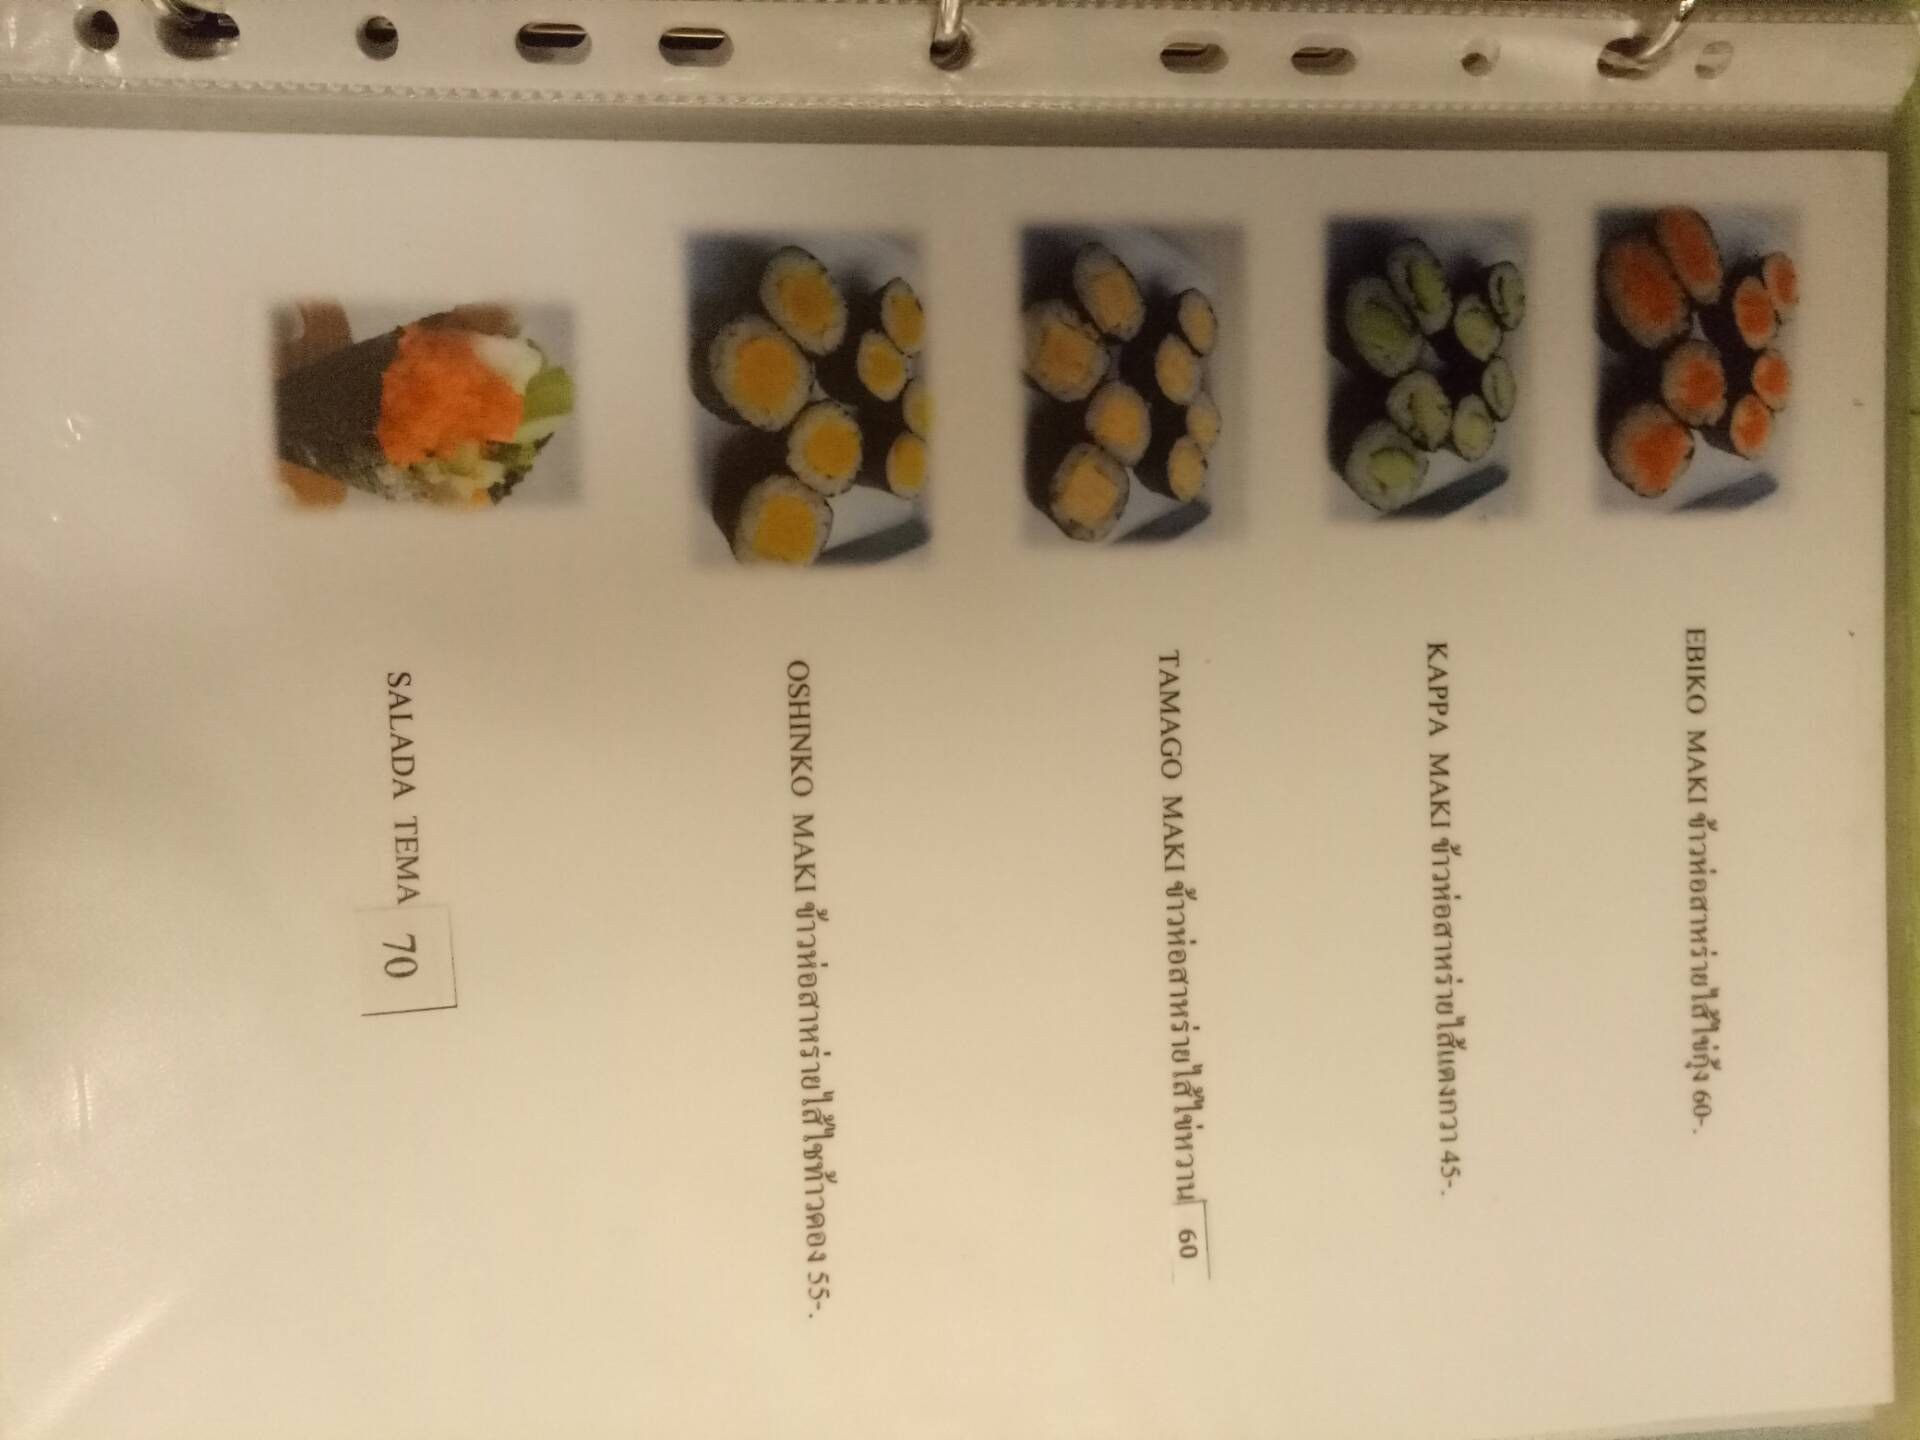 EBIKO MAKI ข้าวห่อสาหร่ายไส้ไข่กุ้ง 60-.
KAPPA MAKI ข้าวห่อสาหร่ายไส้แตงกวา 45-.
TAMAGO MAKI ข้าวห่อสาหร่ายไส้ไข่หวาน 60
OSHINKO MAKI ข้าวห่อสาหร่ายไส้ไชท้าวดอง 55-.
SALADA TEMA 70